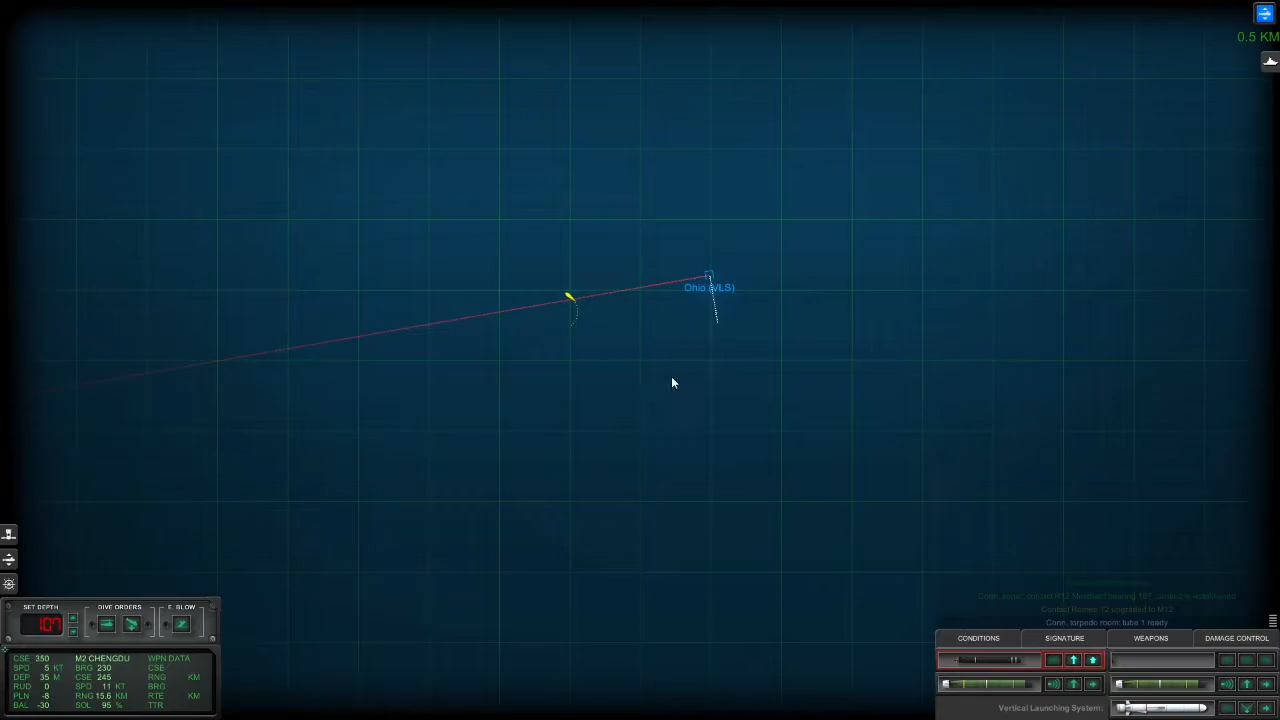 0.5 KM
Ohio (VLS)
Conn, sonar: contact R12 Merchant bearing 187, contact re established
Contact Romeo 12 upgraded to M12
Conn, torpedo room: tube 1 ready
SET DEPTH DIVE ORDERS E. BLOW
107
CONDITIONS SIGNATURE WEAPONS DAMAGE CONTROL
CSE 350 M2 CHENGDU WPN DATA
SPD 5 KT BRG 230 CSE
DEP 35 M CSE 245 RNG KM
RUD 0 SPD 11 KT BRG
PLN -8 RNG 15.6 KM RTE KM
BAL -30 SOL 95 % TTR
Vertical Launching System: